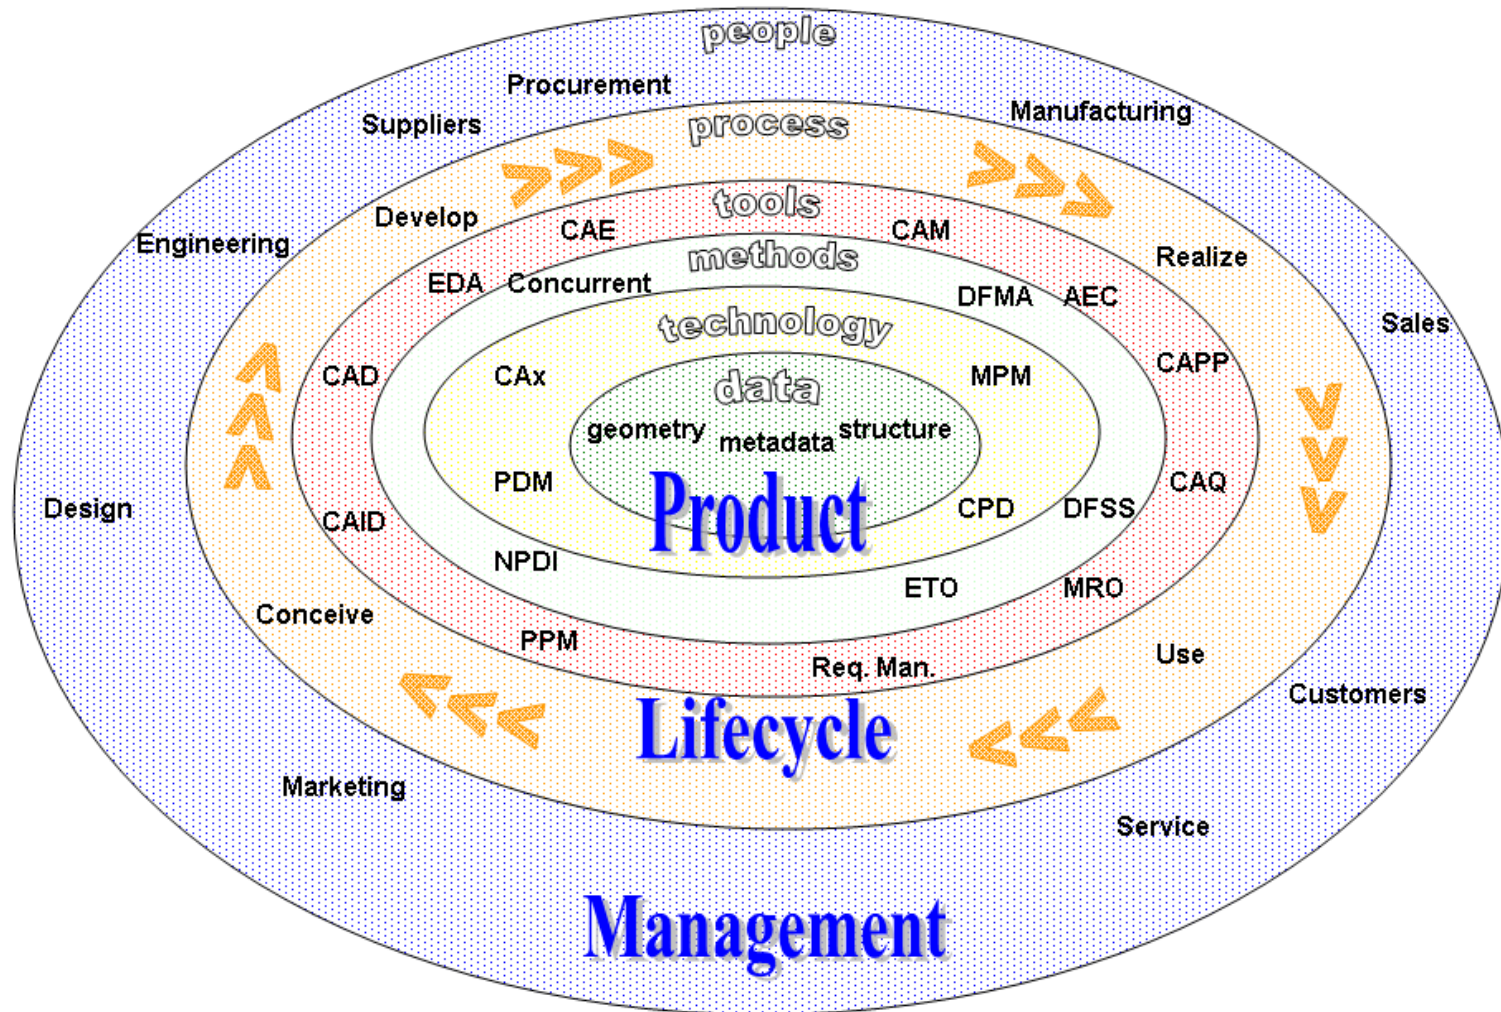 people
Procurement
Manufacturing
Suppliers
process
tools
Develop
CAE
CAM
Engineering
methods
Realize
EDA
Concurrent
DFMA
AEC
technology
Sales
CAD
CAx
data
MPM
CAPP
geometry
metadata
structure
PDM
Product
CPD
DFSS
CAQ
Design
CAID
NPDI
ETO
MRO
Conceive
PPM
Req. Man.
Use
Customers
Lifecycle
Marketing
Service
Management